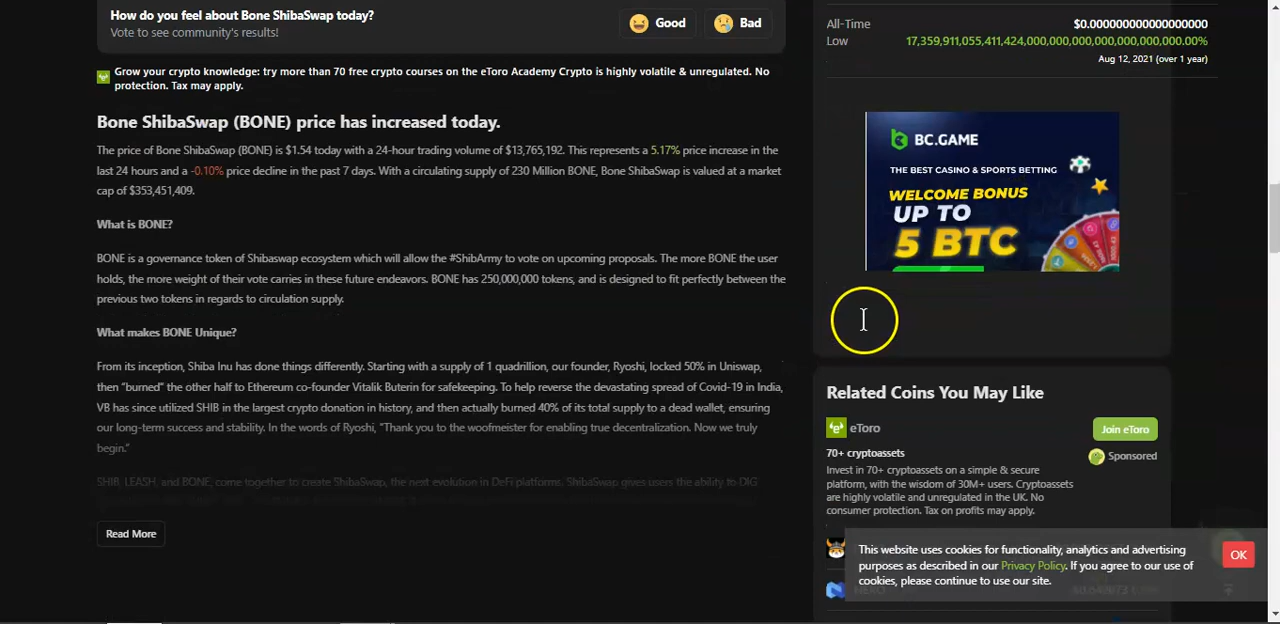 How do you feel about Bone ShibaSwap today?
Vote to see community's results!
Good
Bad
Grow your crypto knowledge: try more than 70 free crypto courses on the eToro Academy Crypto is highly volatile & unregulated. No
protection. Tax may apply.
Bone ShibaSwap (BONE) price has increased today.
The price of Bone ShibaSwap (BONE) is $1.54 today with a 24-hour trading volume of $13,765,192. This represents a 5.17% price increase in the
last 24 hours and a -0.10% price decline in the past 7 days. With a circulating supply of 230 Million BONE, Bone ShibaSwap is valued at a market
cap of $353,451,409.
What is BONE?
BONE is a governance token of Shibaswap ecosystem which will allow the #ShibArmy to vote on upcoming proposals. The more BONE the user
holds, the more weight of their vote carries in these future endeavors. BONE has 250,000,000 tokens, and is designed to fit perfectly between the
previous two tokens in regards to circulation supply.
What makes BONE Unique?
From its inception, Shiba Inu has done things differently. Starting with a supply of 1 quadrillion, our founder, Ryoshi, locked 50% in Uniswap,
then "burned" the other half to Ethereum co-founder Vitalik Buterin for safekeeping. To help reverse the devastating spread of Covid-19 in India,
VB has since utilized SHIB in the largest crypto donation in history, and then actually burned 40% of its total supply to a dead wallet, ensuring
our long-term success and stability. In the words of Ryoshi, "Thank you to the woofmeister for enabling true decentralization. Now we truly
begin."
SHIB, LEASH, and BONE, come together to create ShibaSwap, the next evolution in DeFi platforms. ShibaSwap gives users the ability to DIG
Read More
All-Time
Low
$0.000000000000000000
17,359,911,055,411,424,000,000,000,000,000,000.00%
Aug 12, 2021 (over 1 year)
BC.GAME
THE BEST CASINO & SPORTS BETTING
WELCOME BONUS
UP TO
5 BTC
Related Coins You May Like
eToro
Join eToro
70+ cryptoassets
Sponsored
Invest in 70+ cryptoassets on a simple & secure
platform, with the wisdom of 30M+ users. Cryptoassets
are highly volatile and unregulated in the UK. No
consumer protection. Tax on profits may apply.
This website uses cookies for functionality, analytics and advertising
purposes as described in our Privacy Policy. If you agree to our use of
cookies, please continue to use our site.
OK